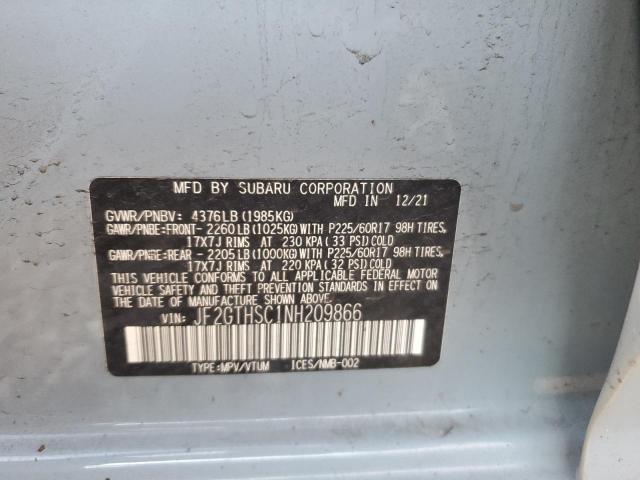 MFD BY SUBARU CORPORATION
MFD IN 12/21
GVWR/PNBV: 4376LB(1985KG)
GAWR/PNBE:FRONT- 2260LB(1025KG)WITH P225/60R17 98H TIRES,
17X7J RIMS AT 230 KPA(33 PSI)COLD
GAWR/PNBE:REAR - 2205LB(1000KG)WITH P225/60R17 98H TIRES,
17X7J RIMS AT 220 KPA(32 PSI)COLD
THIS VEHICLE CONFORMS TO ALL APPLICABLE FEDERAL MOTOR
VEHICLE SAFETY AND THEFT PREVENTION STANDARDS IN EFFECT
ON THE DATE OF MANUFACTURE SHOWN ABOVE.
VIN: JF2GTHSC1NH209866
TYPE:MPV/VTUM ICES/NMB-002